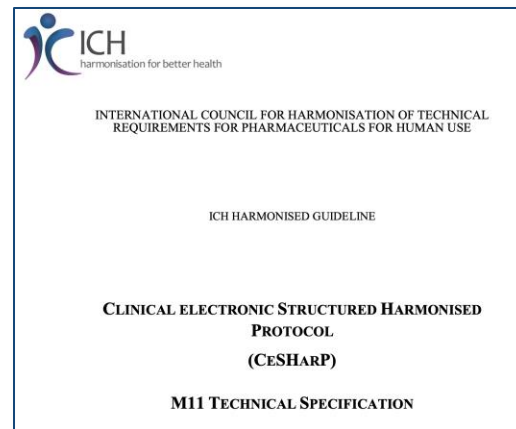 ICH
harmonisation for better health
INTERNATIONAL COUNCIL FOR HARMONISATION OF TECHNICAL
REQUIREMENTS FOR PHARMACEUTICALS FOR HUMAN USE
ICH HARMONISED GUIDELINE
CLINICAL ELECTRONIC STRUCTURED HARMONISED
PROTOCOL
(CESHARP)
M11 TECHNICAL SPECIFICATION